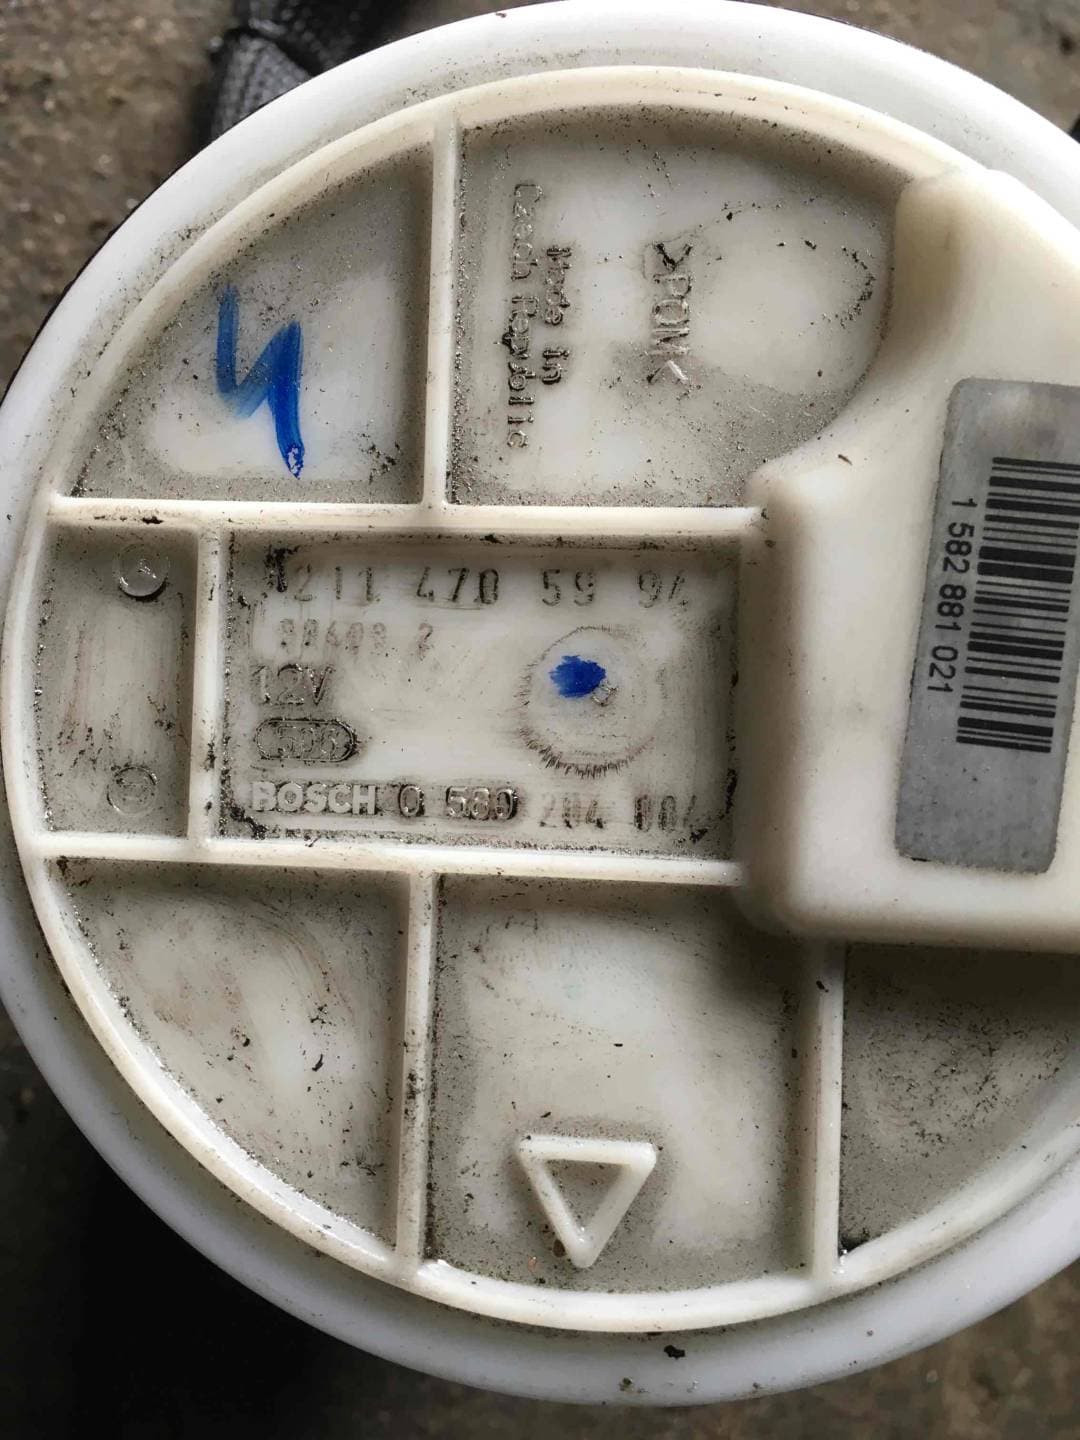 Made in
Czech Republic
>POM<
211 470 59 94
12V
BOSCH 0 580 204 004
1 582 881 021